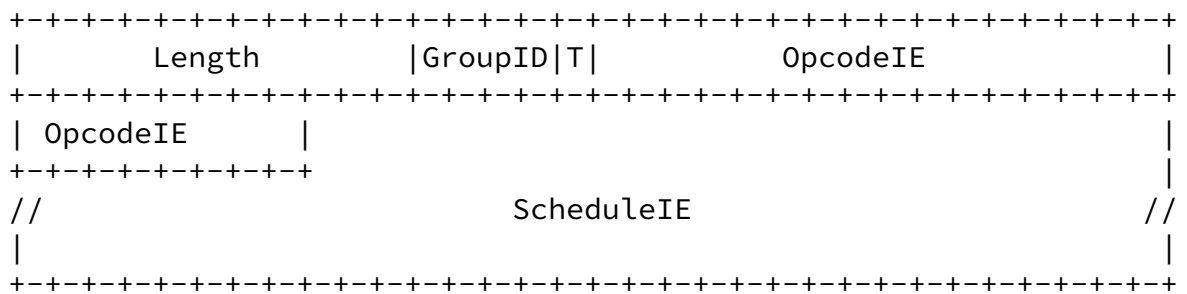 +-+-+-+-+-+-+-+-+-+-+-+-+-+-+-+-+-+-+-+-+-+-+-+-+-+-+-+-+-+-+-+-+
|        Length         |GroupID|T|          OpcodeIE             |
+-+-+-+-+-+-+-+-+-+-+-+-+-+-+-+-+-+-+-+-+-+-+-+-+-+-+-+-+-+-+-+-+
| OpcodeIE      |                                               |
+-+-+-+-+-+-+-+-+                                               |
//                          ScheduleIE                         //
|                                                               |
+-+-+-+-+-+-+-+-+-+-+-+-+-+-+-+-+-+-+-+-+-+-+-+-+-+-+-+-+-+-+-+-+